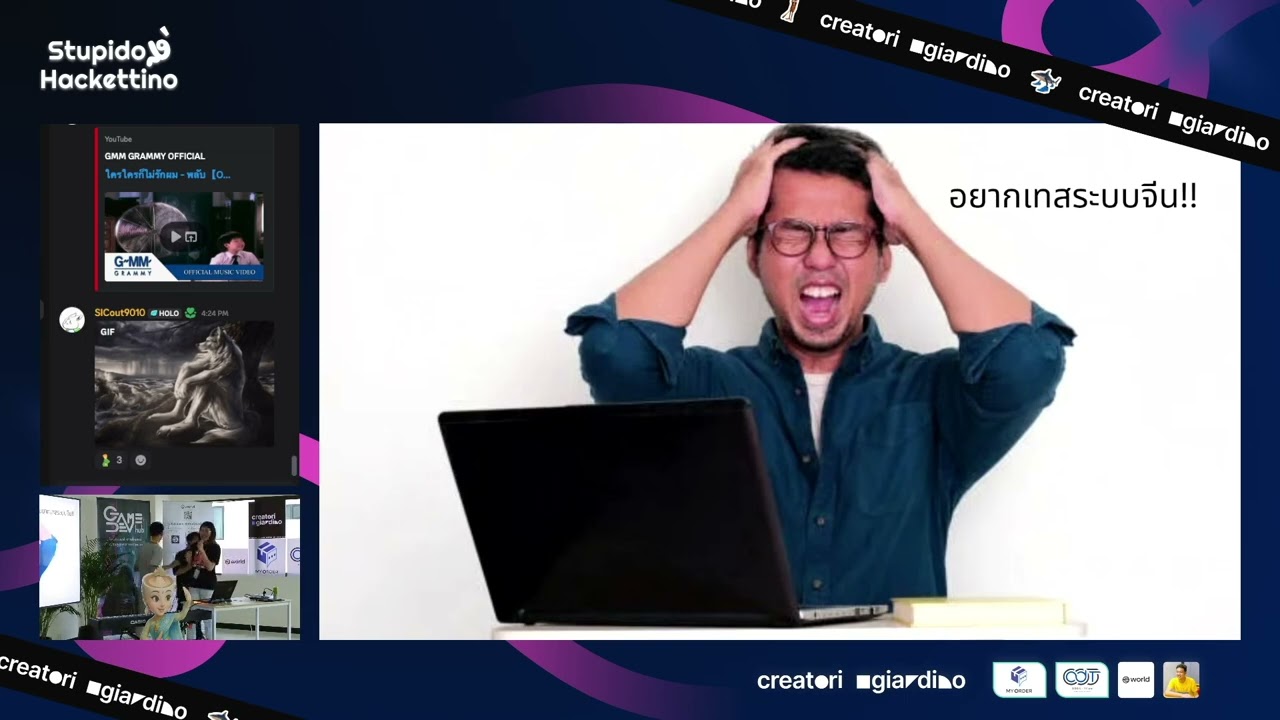 Stupido
Hackettino
creatori giardino
creatori giardino
YouTube
GMM GRAMMY OFFICIAL
ใครใครก็ไม่รักผม - พลับ【O...
G-MM'
GRAMMY
OFFICIAL MUSIC VIDEO
SICout9010 HOLO 4:24 PM
GIF
3
อยากเทสระบบจีน!!
GAME
DEV hub
creatori
giardino
world
MY ORDER
creatori giardino
creatori giardino
MY ORDER
world